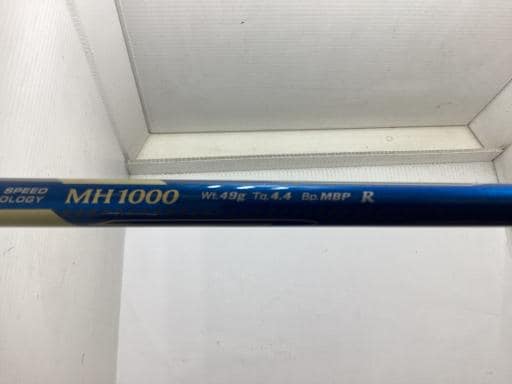 SPEED
OLOGY
MH1000 Wt.49g Tq.4.4 Bp.MBP R